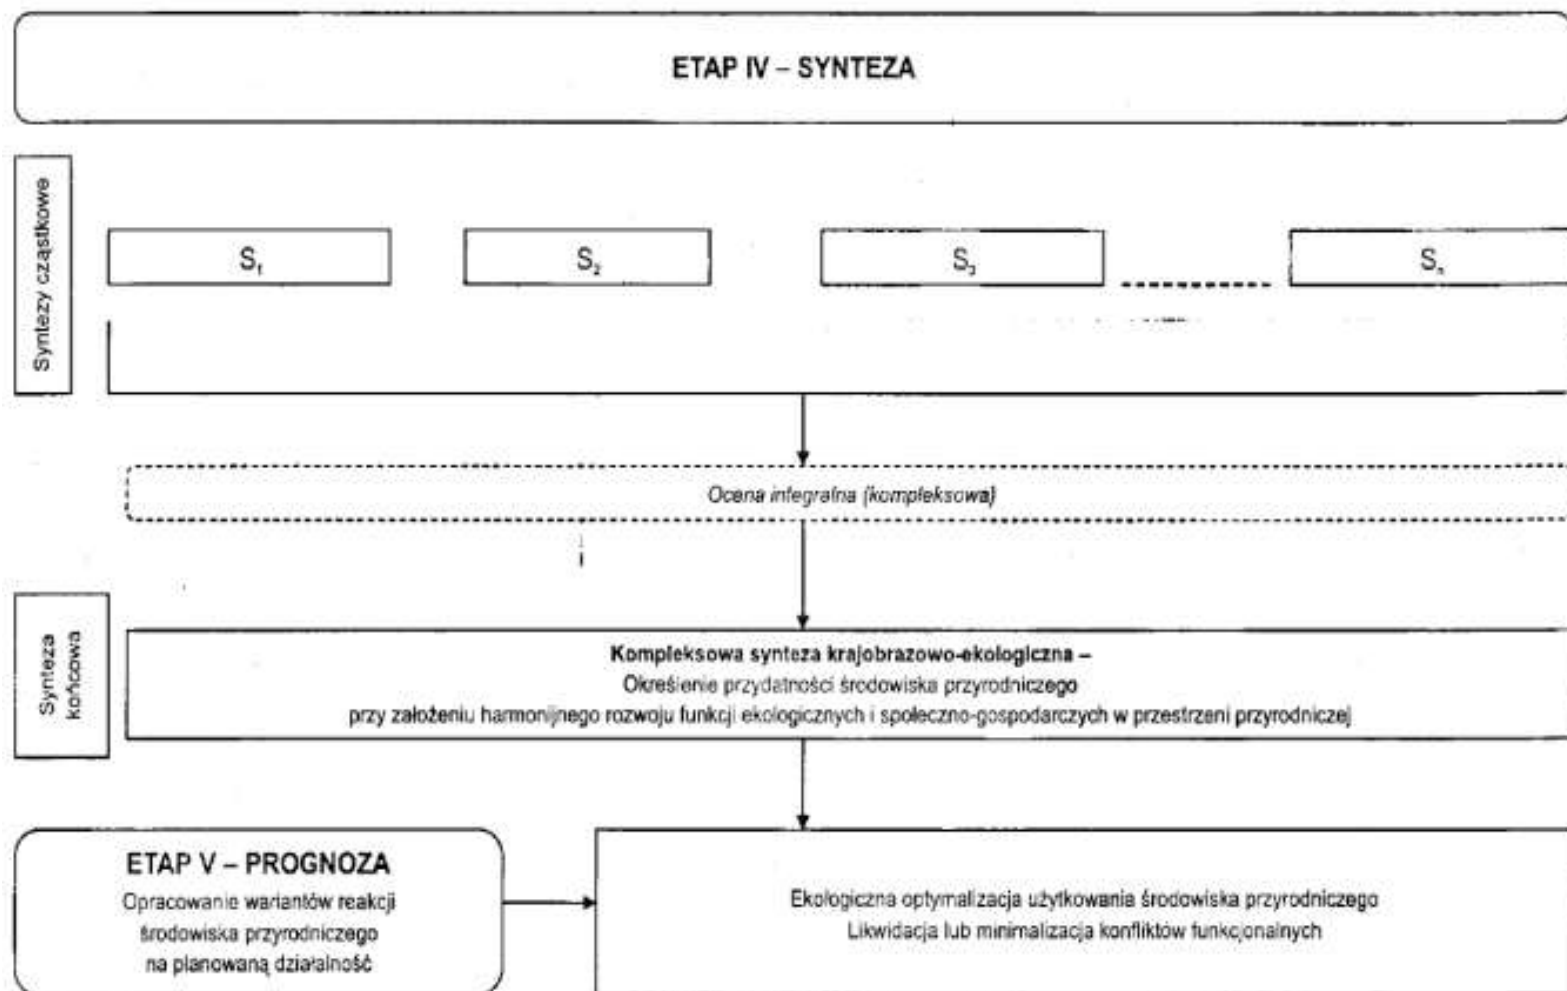 ETAP IV – SYNTEZA
Syntezy cząstkowe
S₁
S₂
S₃
Sₙ
Ocena integralna (kompleksowa)
Synteza
końcowa
Kompleksowa synteza krajobrazowo-ekologiczna –
Określenie przydatności środowiska przyrodniczego
przy założeniu harmonijnego rozwoju funkcji ekologicznych i społeczno-gospodarczych w przestrzeni przyrodniczej
ETAP V – PROGNOZA
Opracowanie wariantów reakcji
środowiska przyrodniczego
na planowaną działalność
Ekologiczna optymalizacja użytkowania środowiska przyrodniczego
Likwidacja lub minimalizacja konfliktów funkcjonalnych